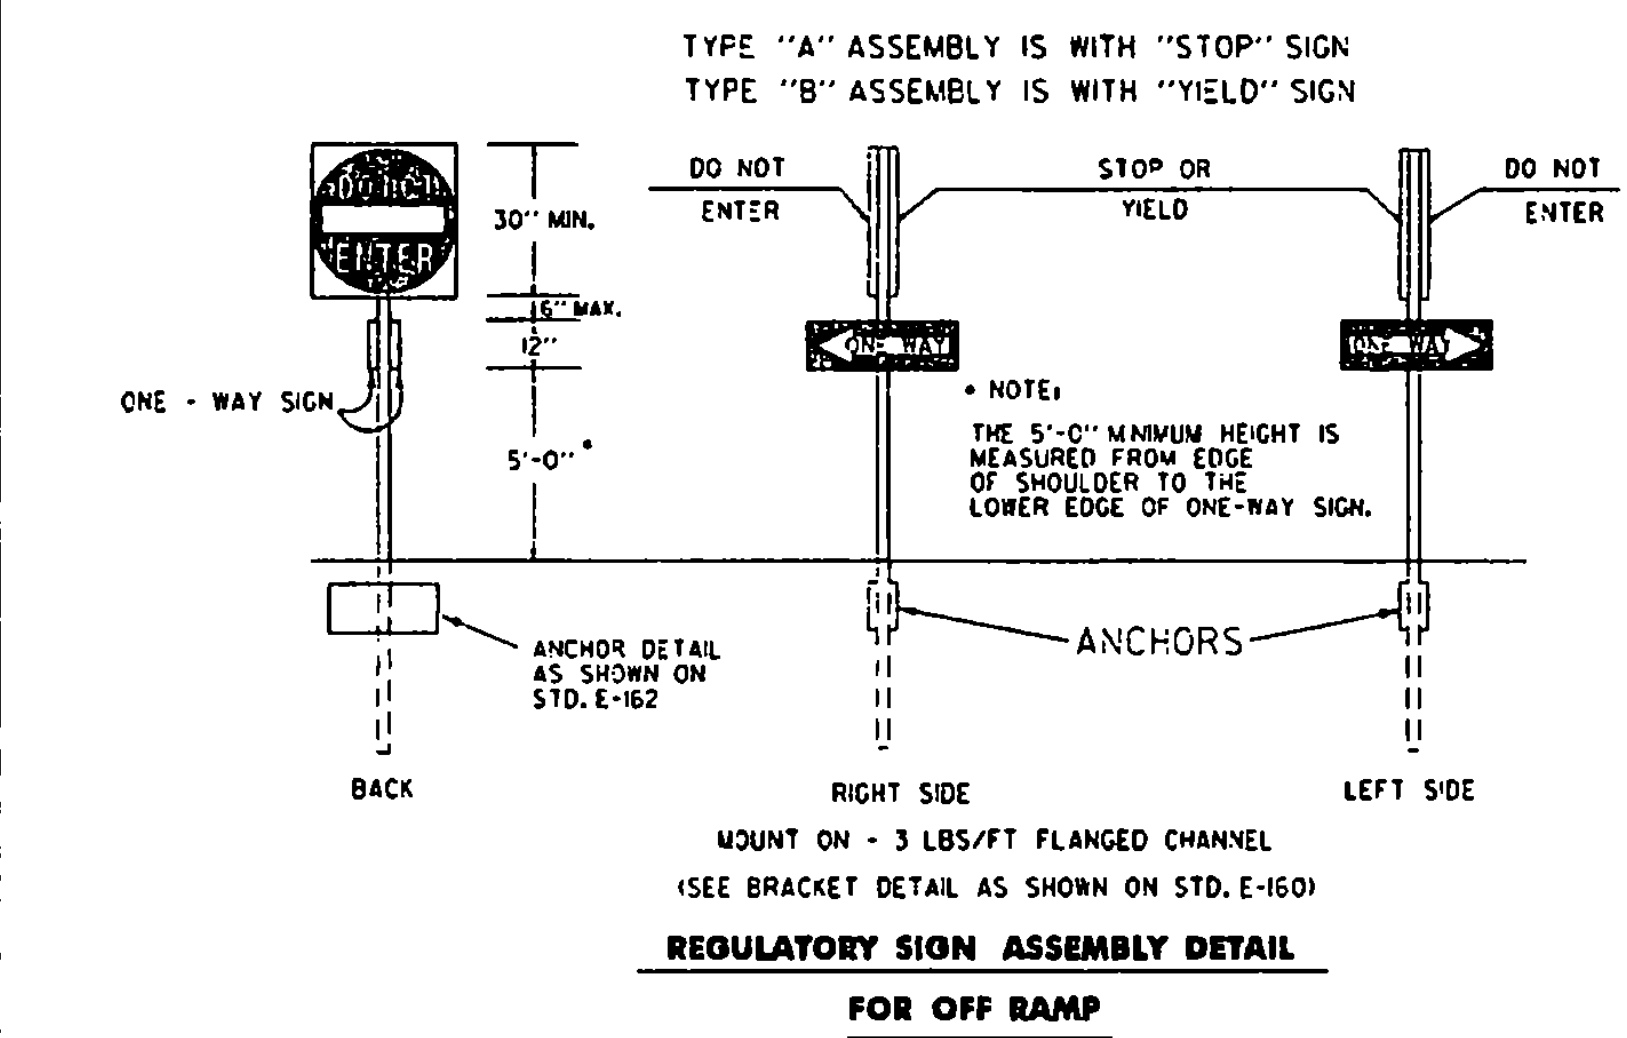 TYPE "A" ASSEMBLY IS WITH "STOP" SIGN
TYPE "B" ASSEMBLY IS WITH "YIELD" SIGN
DO NOT
ENTER
STOP OR
YIELD
DO NOT
ENTER
ENTER
30" MIN.
6" MAX.
12"
ONE WAY
ONE WAY
ONE - WAY SIGN
5'-0" *
• NOTE:
THE 5'-0" MINIMUM HEIGHT IS
MEASURED FROM EDGE
OF SHOULDER TO THE
LOWER EDGE OF ONE-WAY SIGN.
ANCHORS
ANCHOR DETAIL
AS SHOWN ON
STD. E-162
BACK
RIGHT SIDE
LEFT SIDE
MOUNT ON - 3 LBS/FT FLANGED CHANNEL
(SEE BRACKET DETAIL AS SHOWN ON STD. E-160)
REGULATORY SIGN ASSEMBLY DETAIL
FOR OFF RAMP